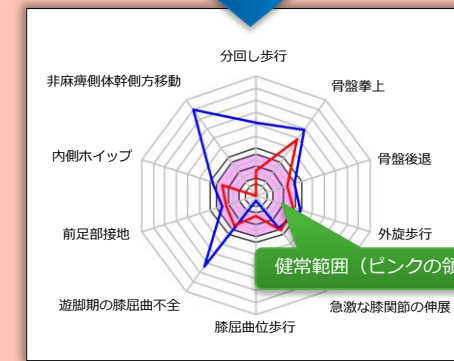 分回し歩行
非麻痺側体幹側方移動
骨盤挙上
内側ホイップ
骨盤後退
前足部接地
外旋歩行
健常範囲（ピンクの領
遊脚期の膝屈曲不全
急激な膝関節の伸展
膝屈曲位歩行